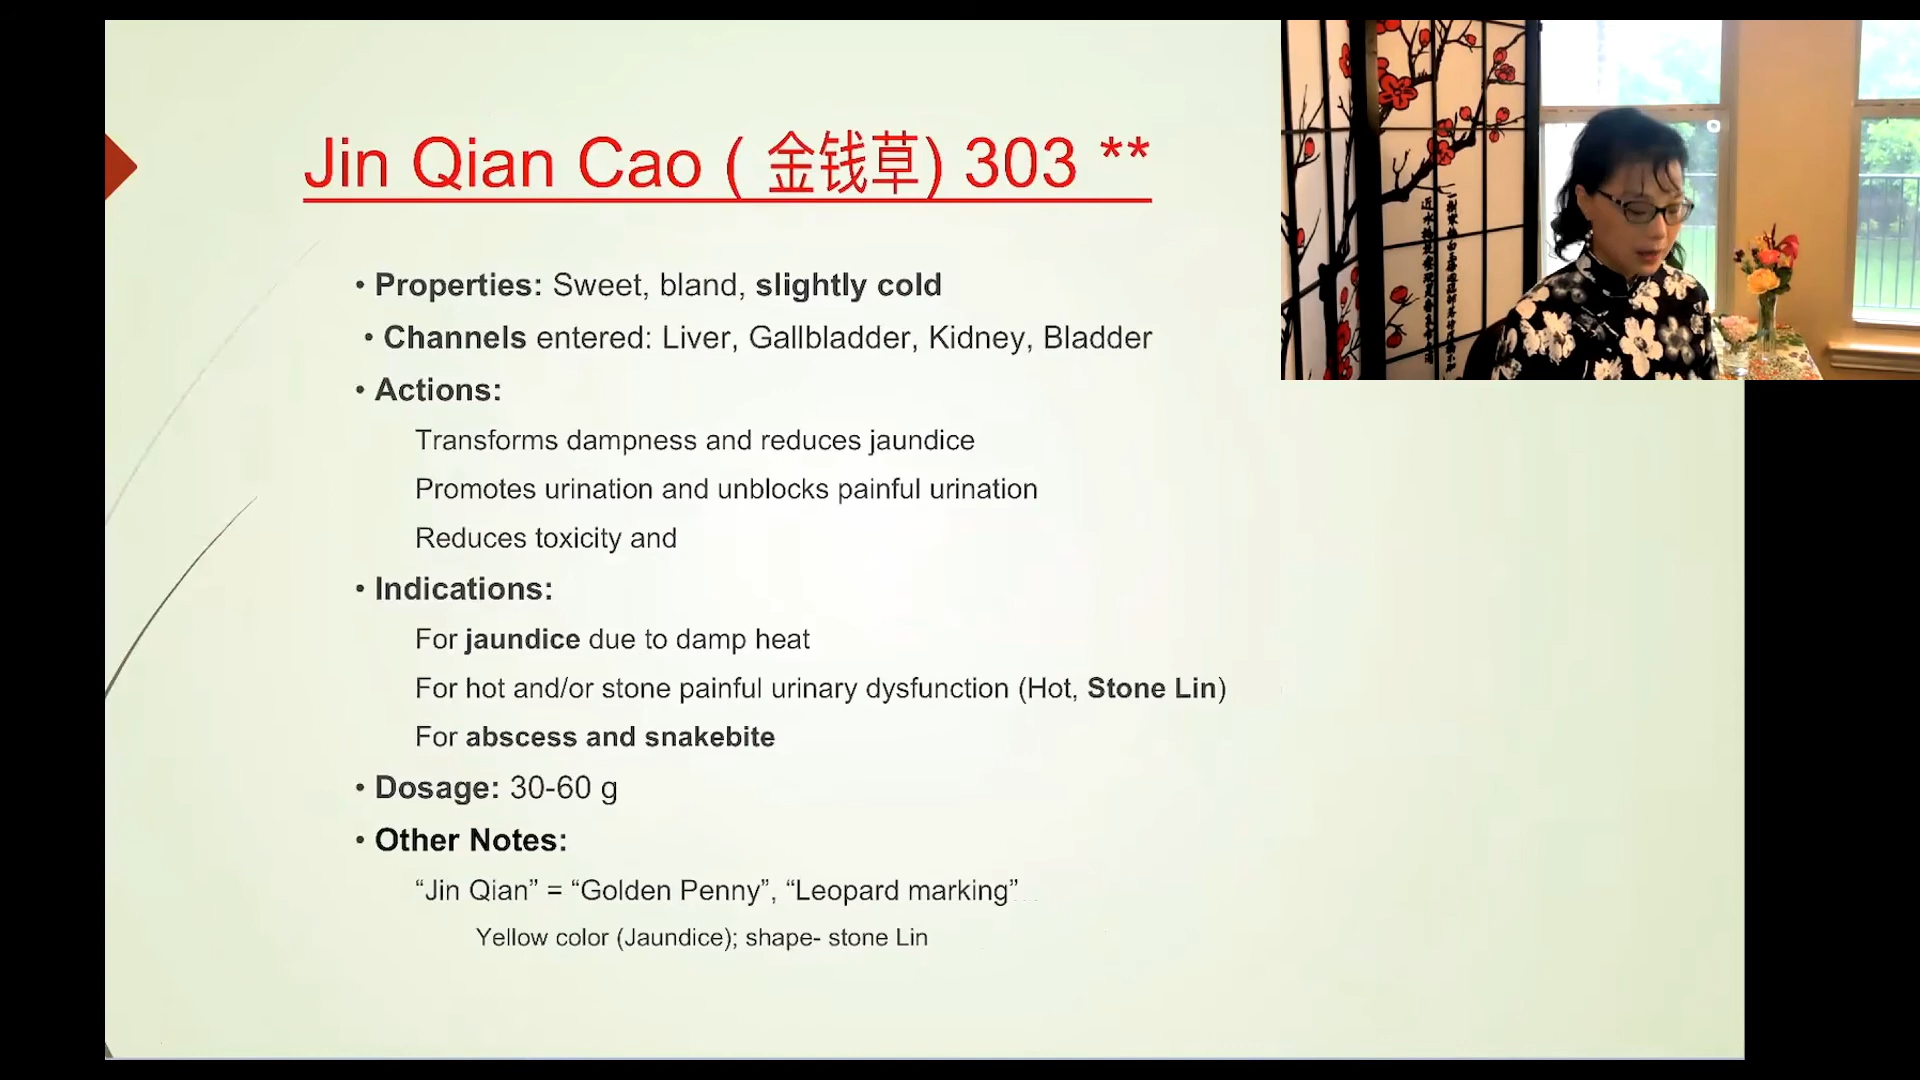 Jin Qian Cao ( 金钱草) 303 **
• Properties: Sweet, bland, slightly cold
• Channels entered: Liver, Gallbladder, Kidney, Bladder
• Actions:
Transforms dampness and reduces jaundice
Promotes urination and unblocks painful urination
Reduces toxicity and
• Indications:
For jaundice due to damp heat
For hot and/or stone painful urinary dysfunction (Hot, Stone Lin)
For abscess and snakebite
• Dosage: 30-60 g
• Other Notes:
“Jin Qian” = “Golden Penny”, “Leopard marking”
Yellow color (Jaundice); shape- stone Lin